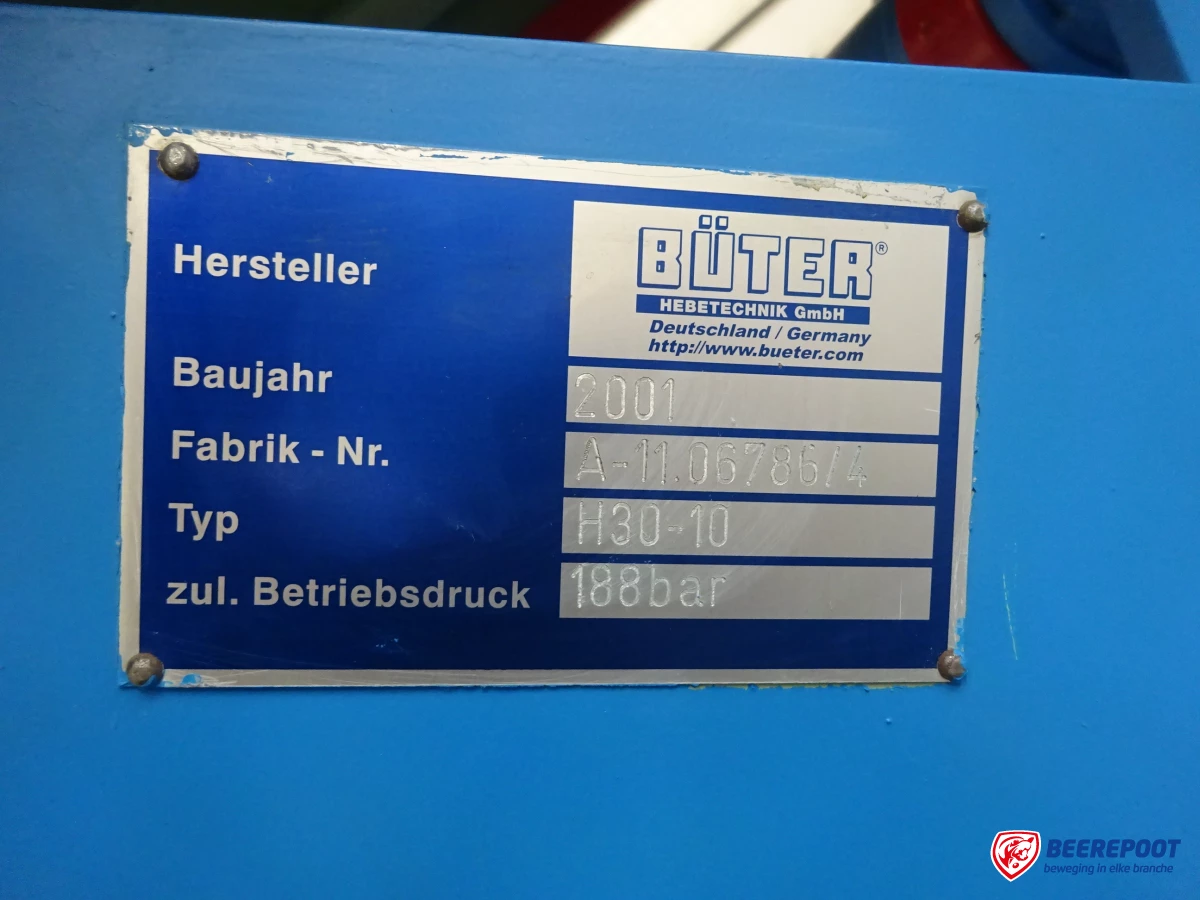 Hersteller
BÜTER®
HEBETECHNIK GmbH
Deutschland / Germany
http://www.bueter.com
Baujahr 2001
Fabrik - Nr. A-11.06786/4
Typ H30-10
zul. Betriebsdruck 188bar
BEEREPOOT
beweging in elke branche